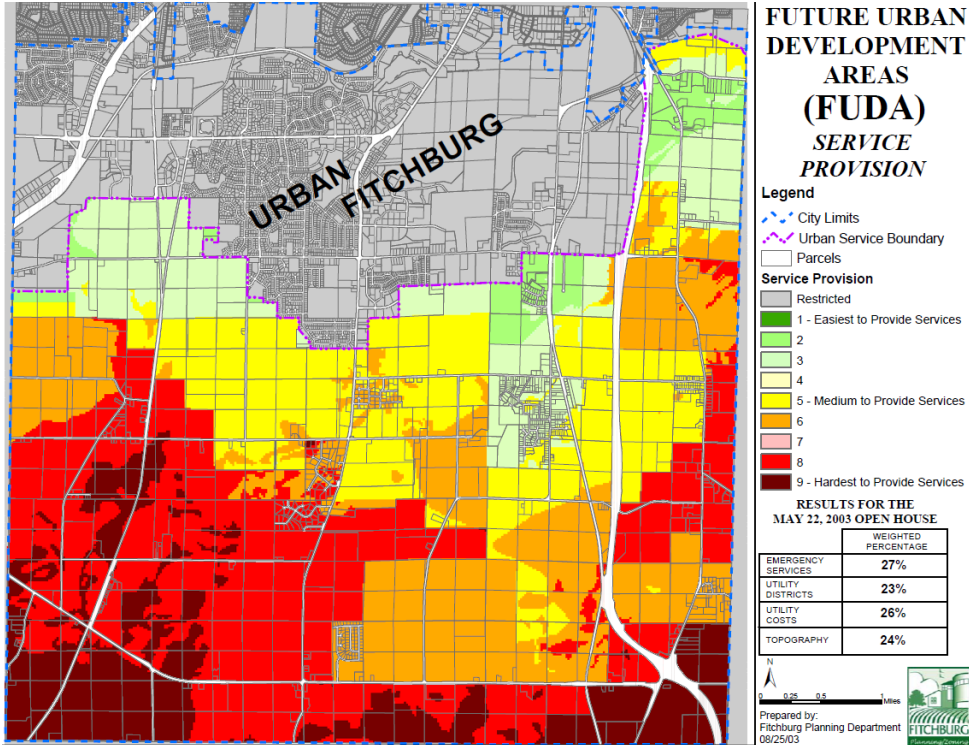 URBAN
FITCHBURG
FUTURE URBAN
DEVELOPMENT
AREAS
(FUDA)
SERVICE
PROVISION
Legend
City Limits
Urban Service Boundary
Parcels
Service Provision
Restricted
1 - Easiest to Provide Services
2
3
4
5 - Medium to Provide Services
6
7
8
9 - Hardest to Provide Services
RESULTS FOR THE
MAY 22, 2003 OPEN HOUSE
WEIGHTED
PERCENTAGE
EMERGENCY
SERVICES
27%
UTILITY
DISTRICTS
23%
UTILITY
COSTS
26%
TOPOGRAPHY
24%
N
0 0.25 0.5 1 Miles
Prepared by:
Fitchburg Planning Department
08/25/03
FITCHBURG
Planning/Zoning